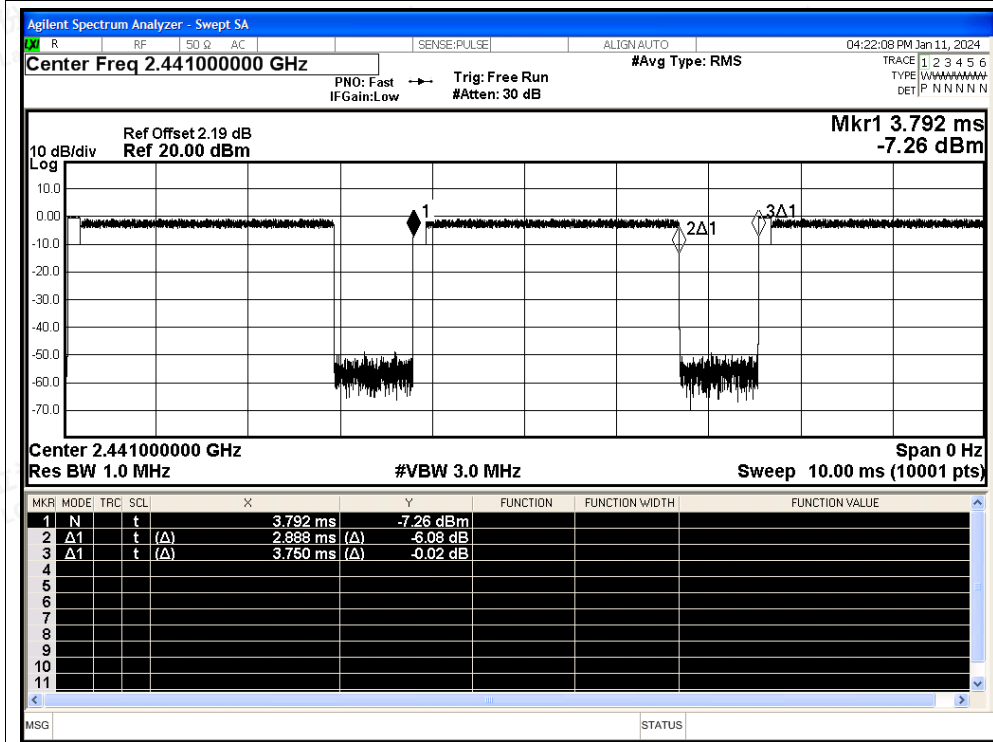 Agilent Spectrum Analyzer - Swept SA
LXI R RF 50 Ω AC SENSE:PULSE ALIGN AUTO 04:22:08 PM Jan 11, 2024
Center Freq 2.441000000 GHz #Avg Type: RMS TRACE 1 2 3 4 5 6
PNO: Fast Trig: Free Run TYPE WWWWWW
IFGain:Low #Atten: 30 dB DET P N N N N N
Mkr1 3.792 ms
Ref Offset 2.19 dB
10 dB/div Ref 20.00 dBm -7.26 dBm
Log
10.0
0.00
-10.0
-20.0
-30.0
-40.0
-50.0
-60.0
-70.0
1
2Δ1
3Δ1
Center 2.441000000 GHz Span 0 Hz
Res BW 1.0 MHz #VBW 3.0 MHz Sweep 10.00 ms (10001 pts)
MKR MODE TRC SCL X Y FUNCTION FUNCTION WIDTH FUNCTION VALUE
1 N t 3.792 ms -7.26 dBm
2 Δ1 t (Δ) 2.888 ms (Δ) -6.08 dB
3 Δ1 t (Δ) 3.750 ms (Δ) -0.02 dB
4
5
6
7
8
9
10
11
MSG STATUS